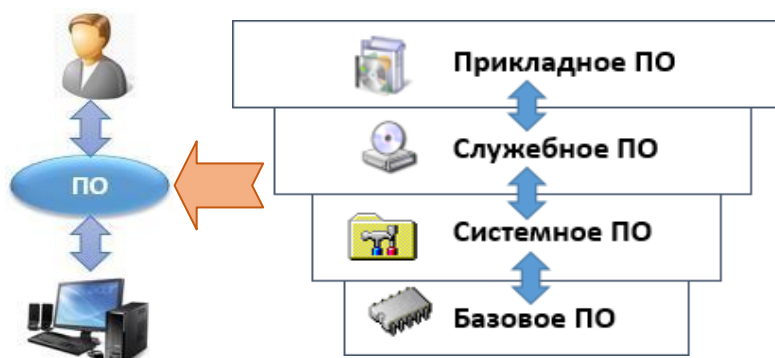 ПО
Прикладное ПО
Служебное ПО
Системное ПО
Базовое ПО